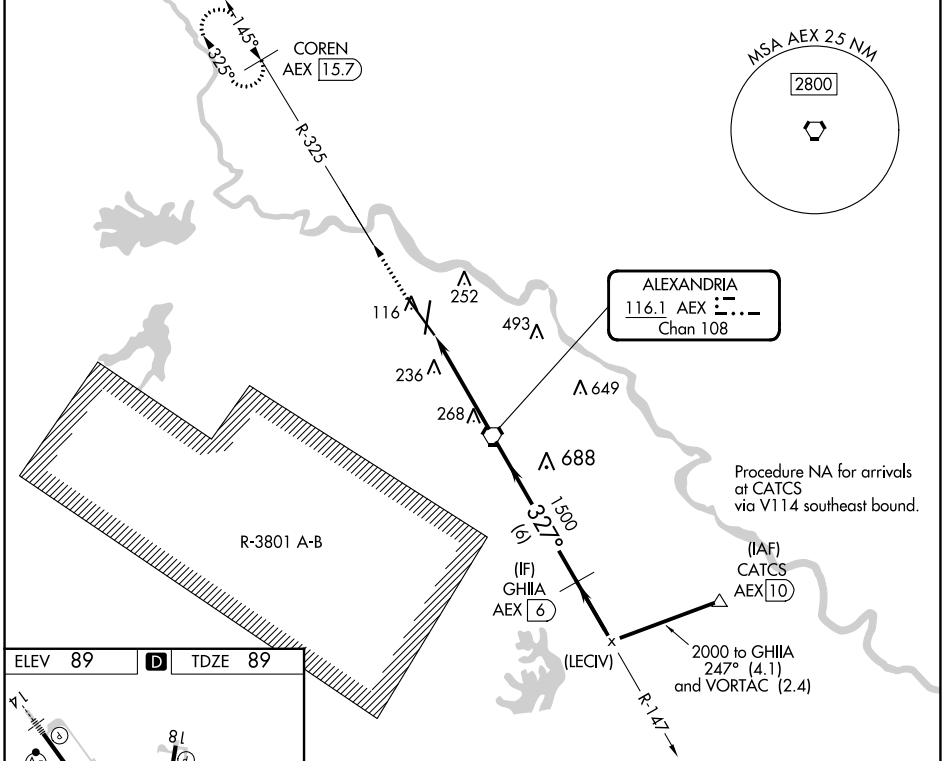 145°
325°
COREN
AEX 15.7
R-325
MSA AEX 25 NM
2800
ALEXANDRIA
116.1 AEX
Chan 108
116
252
493
236
649
268
688
Procedure NA for arrivals
at CATCS
via V114 southeast bound.
R-3801 A-B
1500
327°
(6)
(IF)
GHIIA
AEX 6
(IAF)
CATCS
AEX 10
(LECIV)
2000 to GHIIA
247° (4.1)
and VORTAC (2.4)
R-147
ELEV 89 D TDZE 89
14
P
18
P